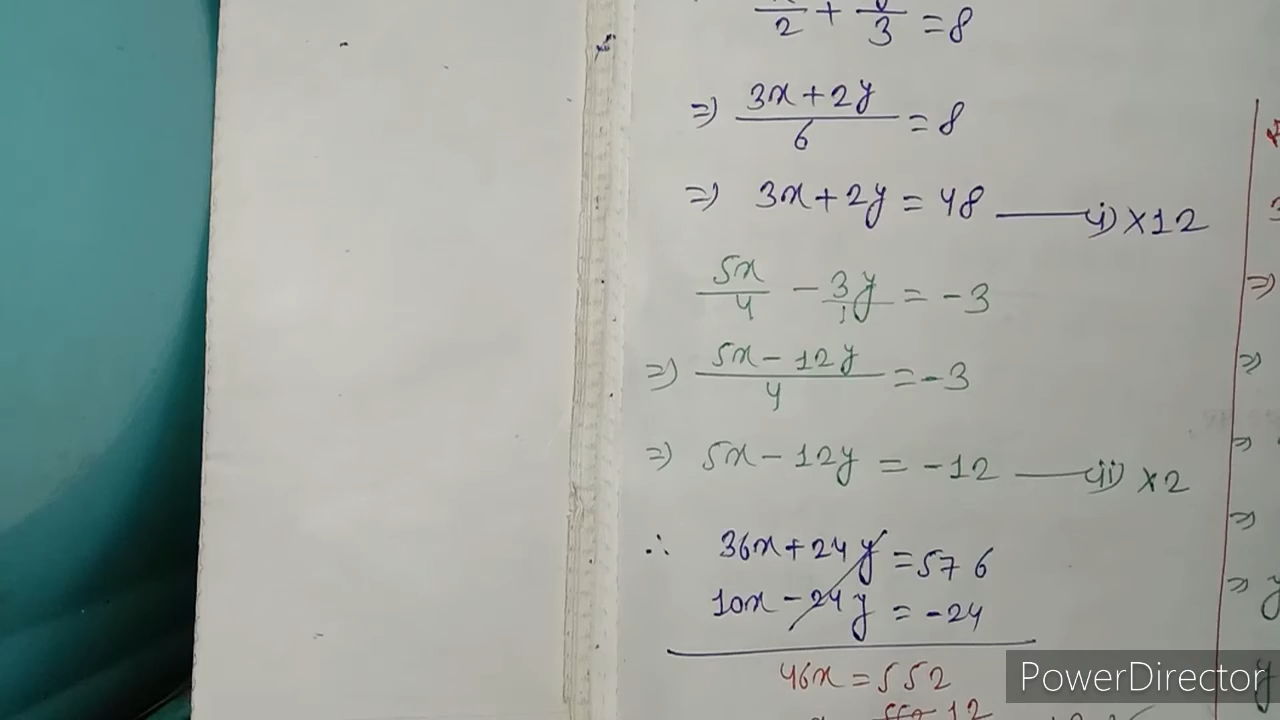 x/2 + y/3 = 8
=> 3x+2y/6 = 8
=> 3x+2y = 48 ——(i) ×12
5x/4 - 3y/1 = -3
=> 5x-12y/4 = -3
=> 5x-12y = -12 ——(ii) ×2
∴ 36x+24y = 576
10x-24y = -24
46x = 552
12
PowerDirector